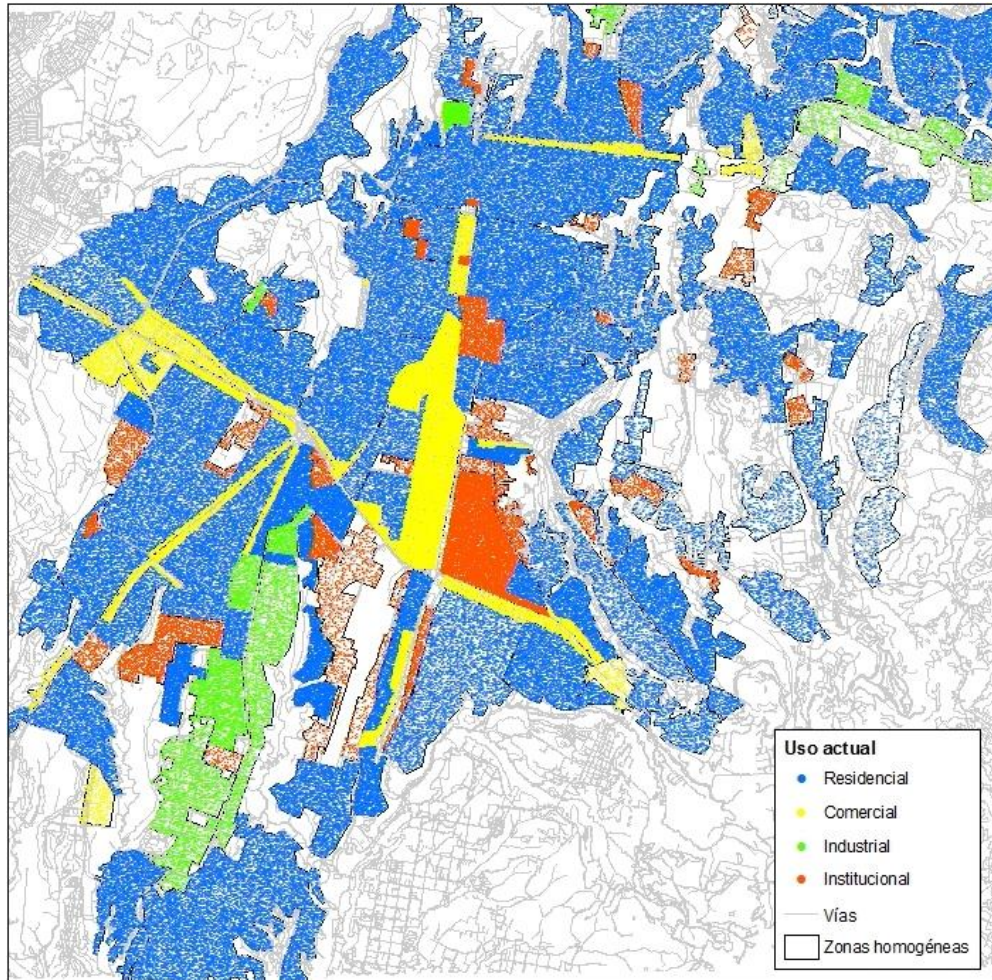 Uso actual
Residencial
Comercial
Industrial
Institucional
Vías
Zonas homogéneas